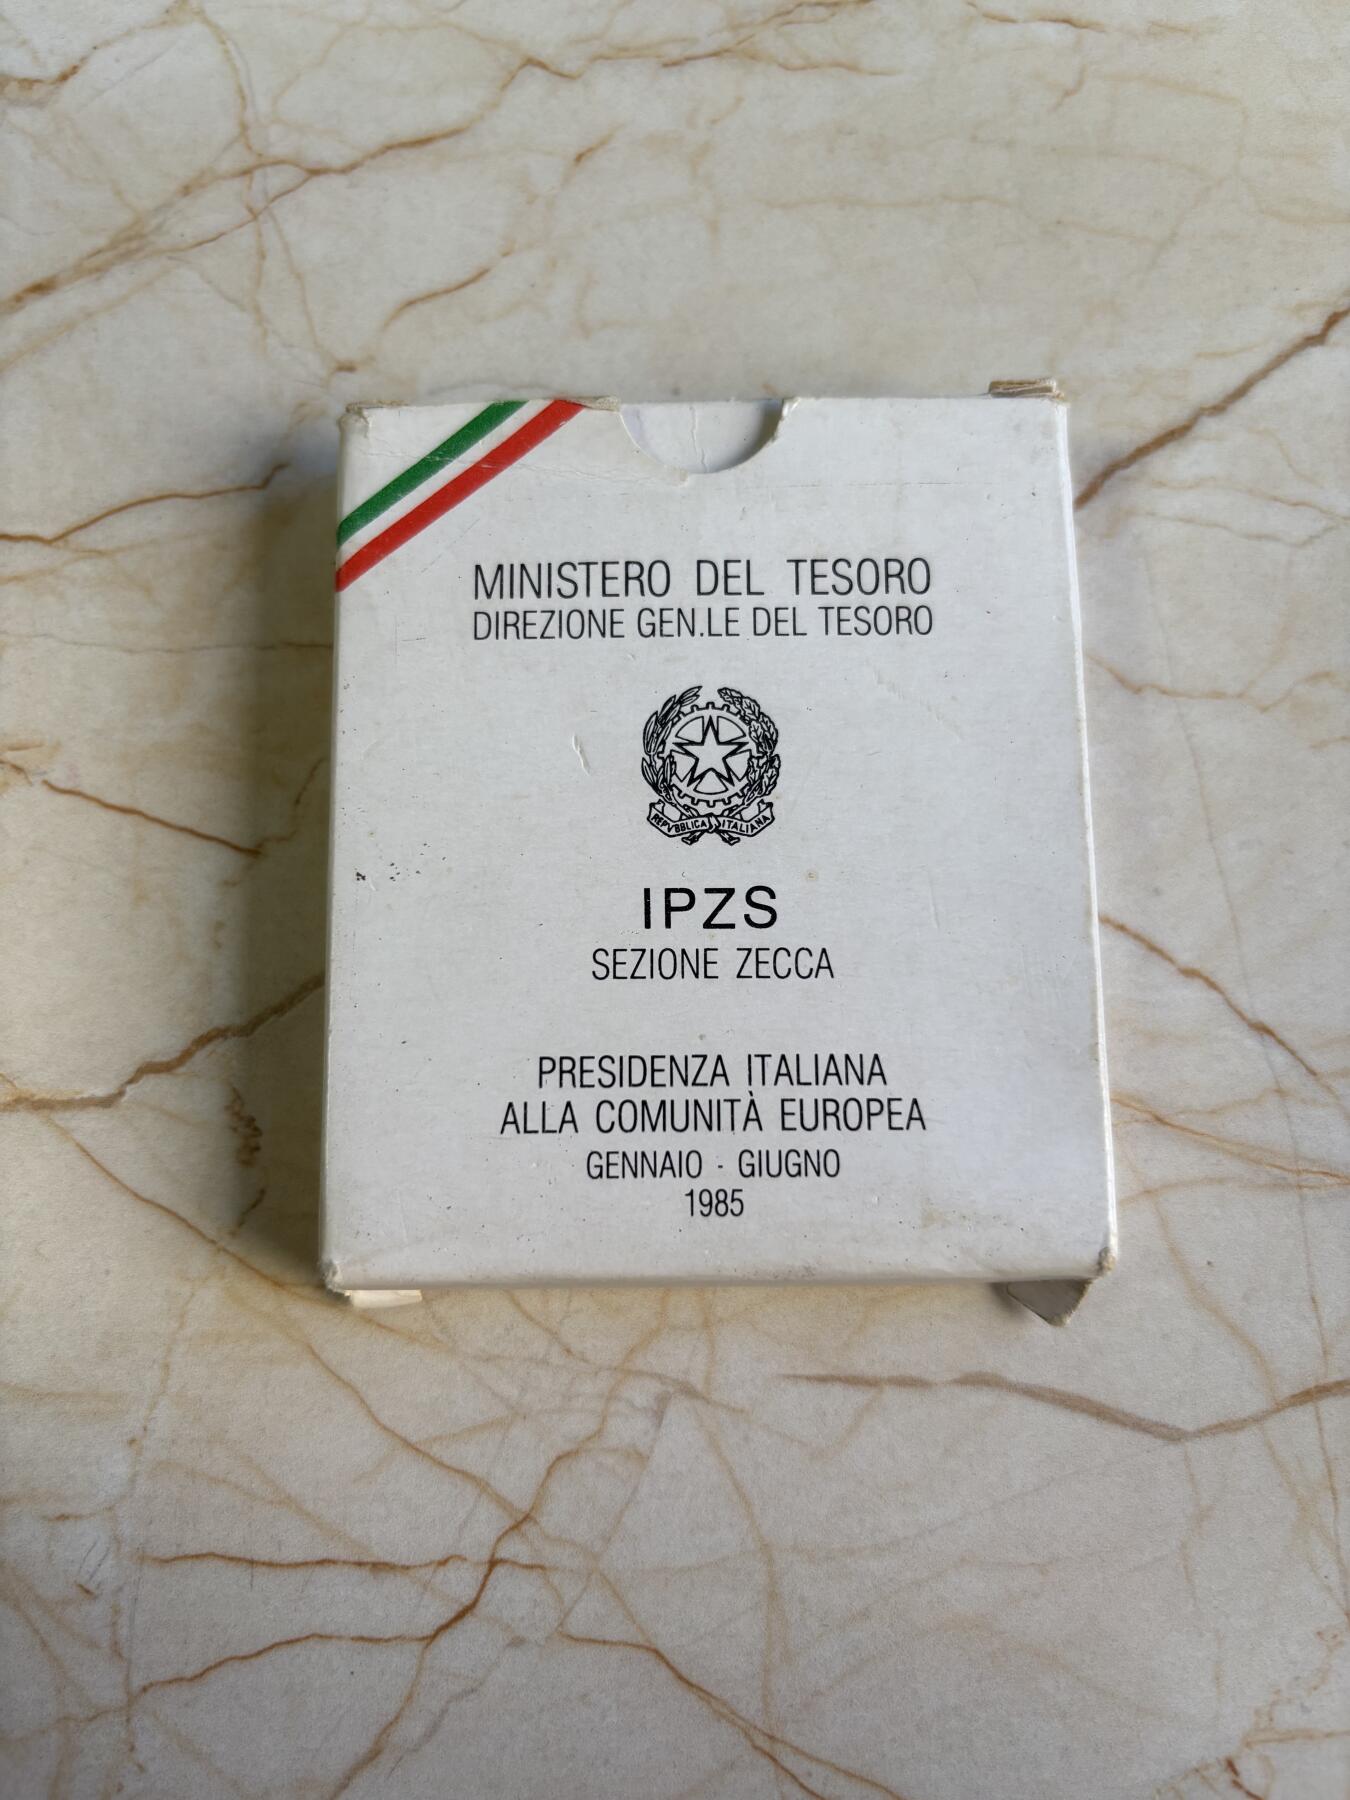 MINISTERO DEL TESORO
DIREZIONE GEN.LE DEL TESORO
REPVBBLICA ITALIANA
IPZS
SEZIONE ZECCA
PRESIDENZA ITALIANA
ALLA COMUNITÀ EUROPEA
GENNAIO - GIUGNO
1985